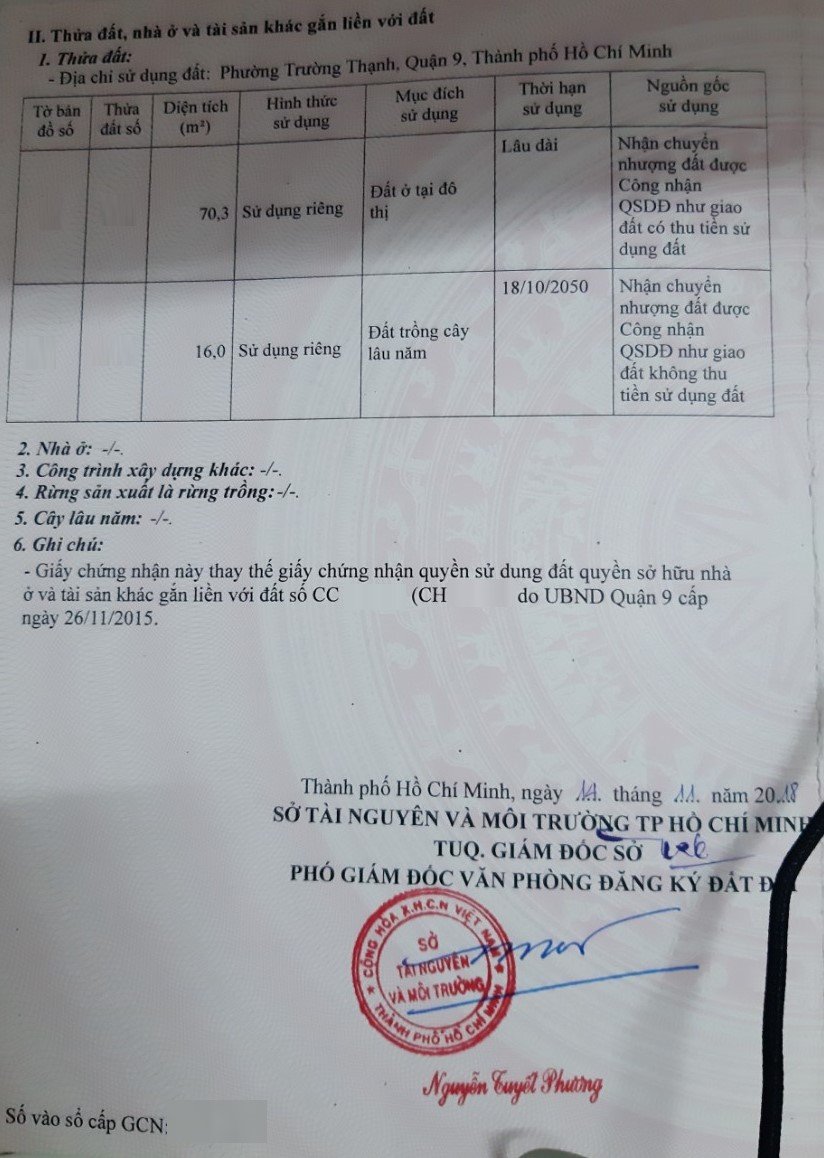 II. Thửa đất, nhà ở và tài sản khác gắn liền với đất
1. Thửa đất:
- Địa chỉ sử dụng đất: Phường Trường Thạnh, Quận 9, Thành phố Hồ Chí Minh
Tờ bản đồ số
Thửa đất số
Diện tích (m²)
Hình thức sử dụng
Mục đích sử dụng
Thời hạn sử dụng
Nguồn gốc sử dụng
70,3
Sử dụng riêng
Đất ở tại đô
thị
Lâu dài
Nhận chuyển
nhượng đất được
Công nhận
QSDĐ như giao
đất có thu tiền sử
dụng đất
16,0
Sử dụng riêng
Đất trồng cây
lâu năm
18/10/2050
Nhận chuyển
nhượng đất được
Công nhận
QSDĐ như giao
đất không thu
tiền sử dụng đất
2. Nhà ở: -/-.
3. Công trình xây dựng khác: -/-.
4. Rừng sản xuất là rừng trồng: -/-.
5. Cây lâu năm: -/-.
6. Ghi chú:
- Giấy chứng nhận này thay thế giấy chứng nhận quyền sử dung đất quyền sở hữu nhà
ở và tài sản khác gắn liền với đất số CC (CH do UBND Quận 9 cấp
ngày 26/11/2015.
Thành phố Hồ Chí Minh, ngày tháng 11. năm 2018
SỞ TÀI NGUYÊN VÀ MÔI TRƯỜNG TP HỒ CHÍ MINH
TUQ. GIÁM ĐỐC SỞ
PHÓ GIÁM ĐỐC VĂN PHÒNG ĐĂNG KÝ ĐẤT
CỘNG HÒA X.H.C.N VIỆT NAM
SỞ
TÀI NGUYÊN
VÀ MÔI TRƯỜNG
THÀNH PHỐ HỒ CHÍ MINH
Nguyễn Tuyết Phương
Số vào sổ cấp GCN: